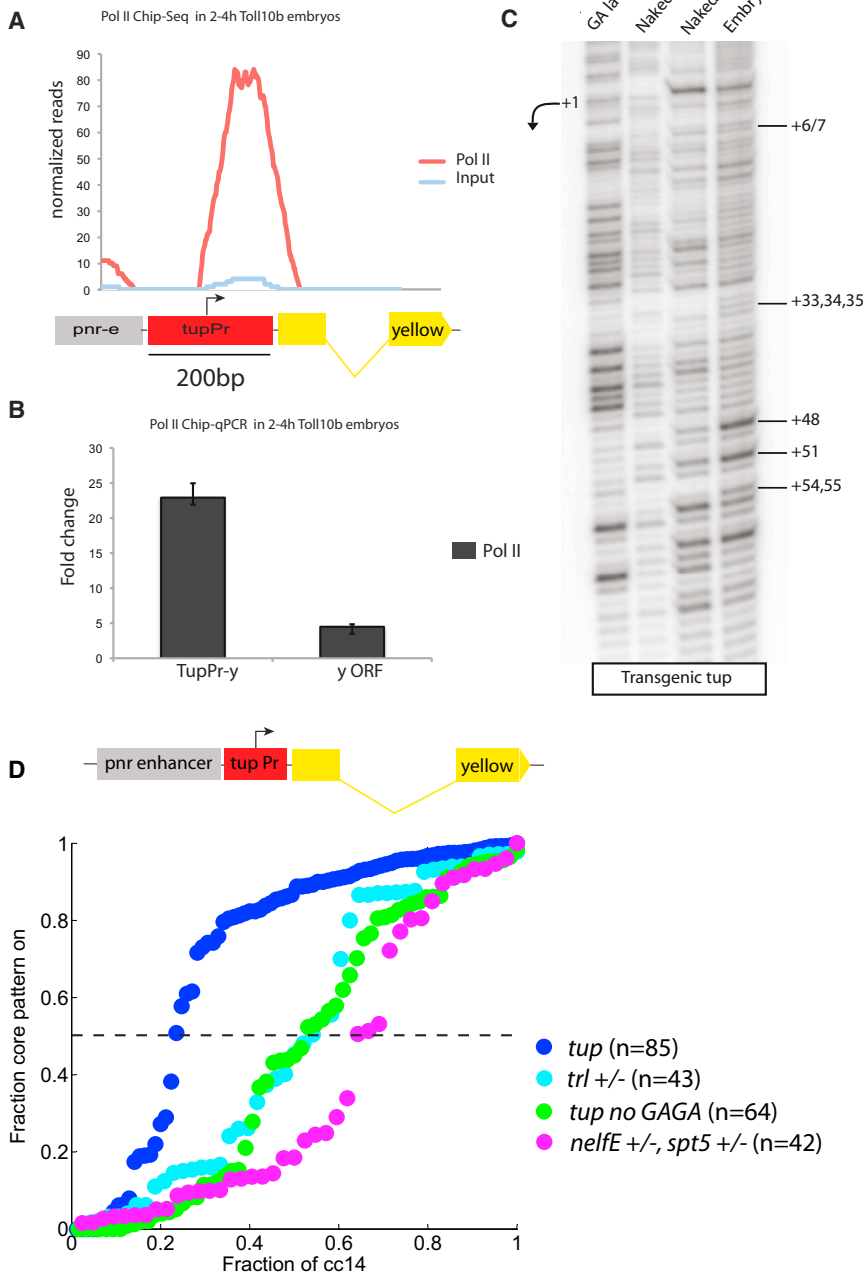 A
Pol II Chip-Seq in 2-4h Toll10b embryos
normalized reads
90
80
70
60
50
40
30
20
10
0
Pol II
Input
pnr-e
tupPr
yellow
200bp
B
Pol II Chip-qPCR in 2-4h Toll10b embryos
Fold change
30
25
20
15
10
5
0
Pol II
TupPr-y
y ORF
C
GA la
Naked
Naked
Embry
+1
+6/7
+33,34,35
+48
+51
+54,55
Transgenic tup
D
pnr enhancer
tup Pr
yellow
Fraction core pattern on
1
0.8
0.6
0.4
0.2
0
0
0.2
0.4
0.6
0.8
1
Fraction of cc14
tup (n=85)
trl +/- (n=43)
tup no GAGA (n=64)
nelfE +/-, spt5 +/- (n=42)